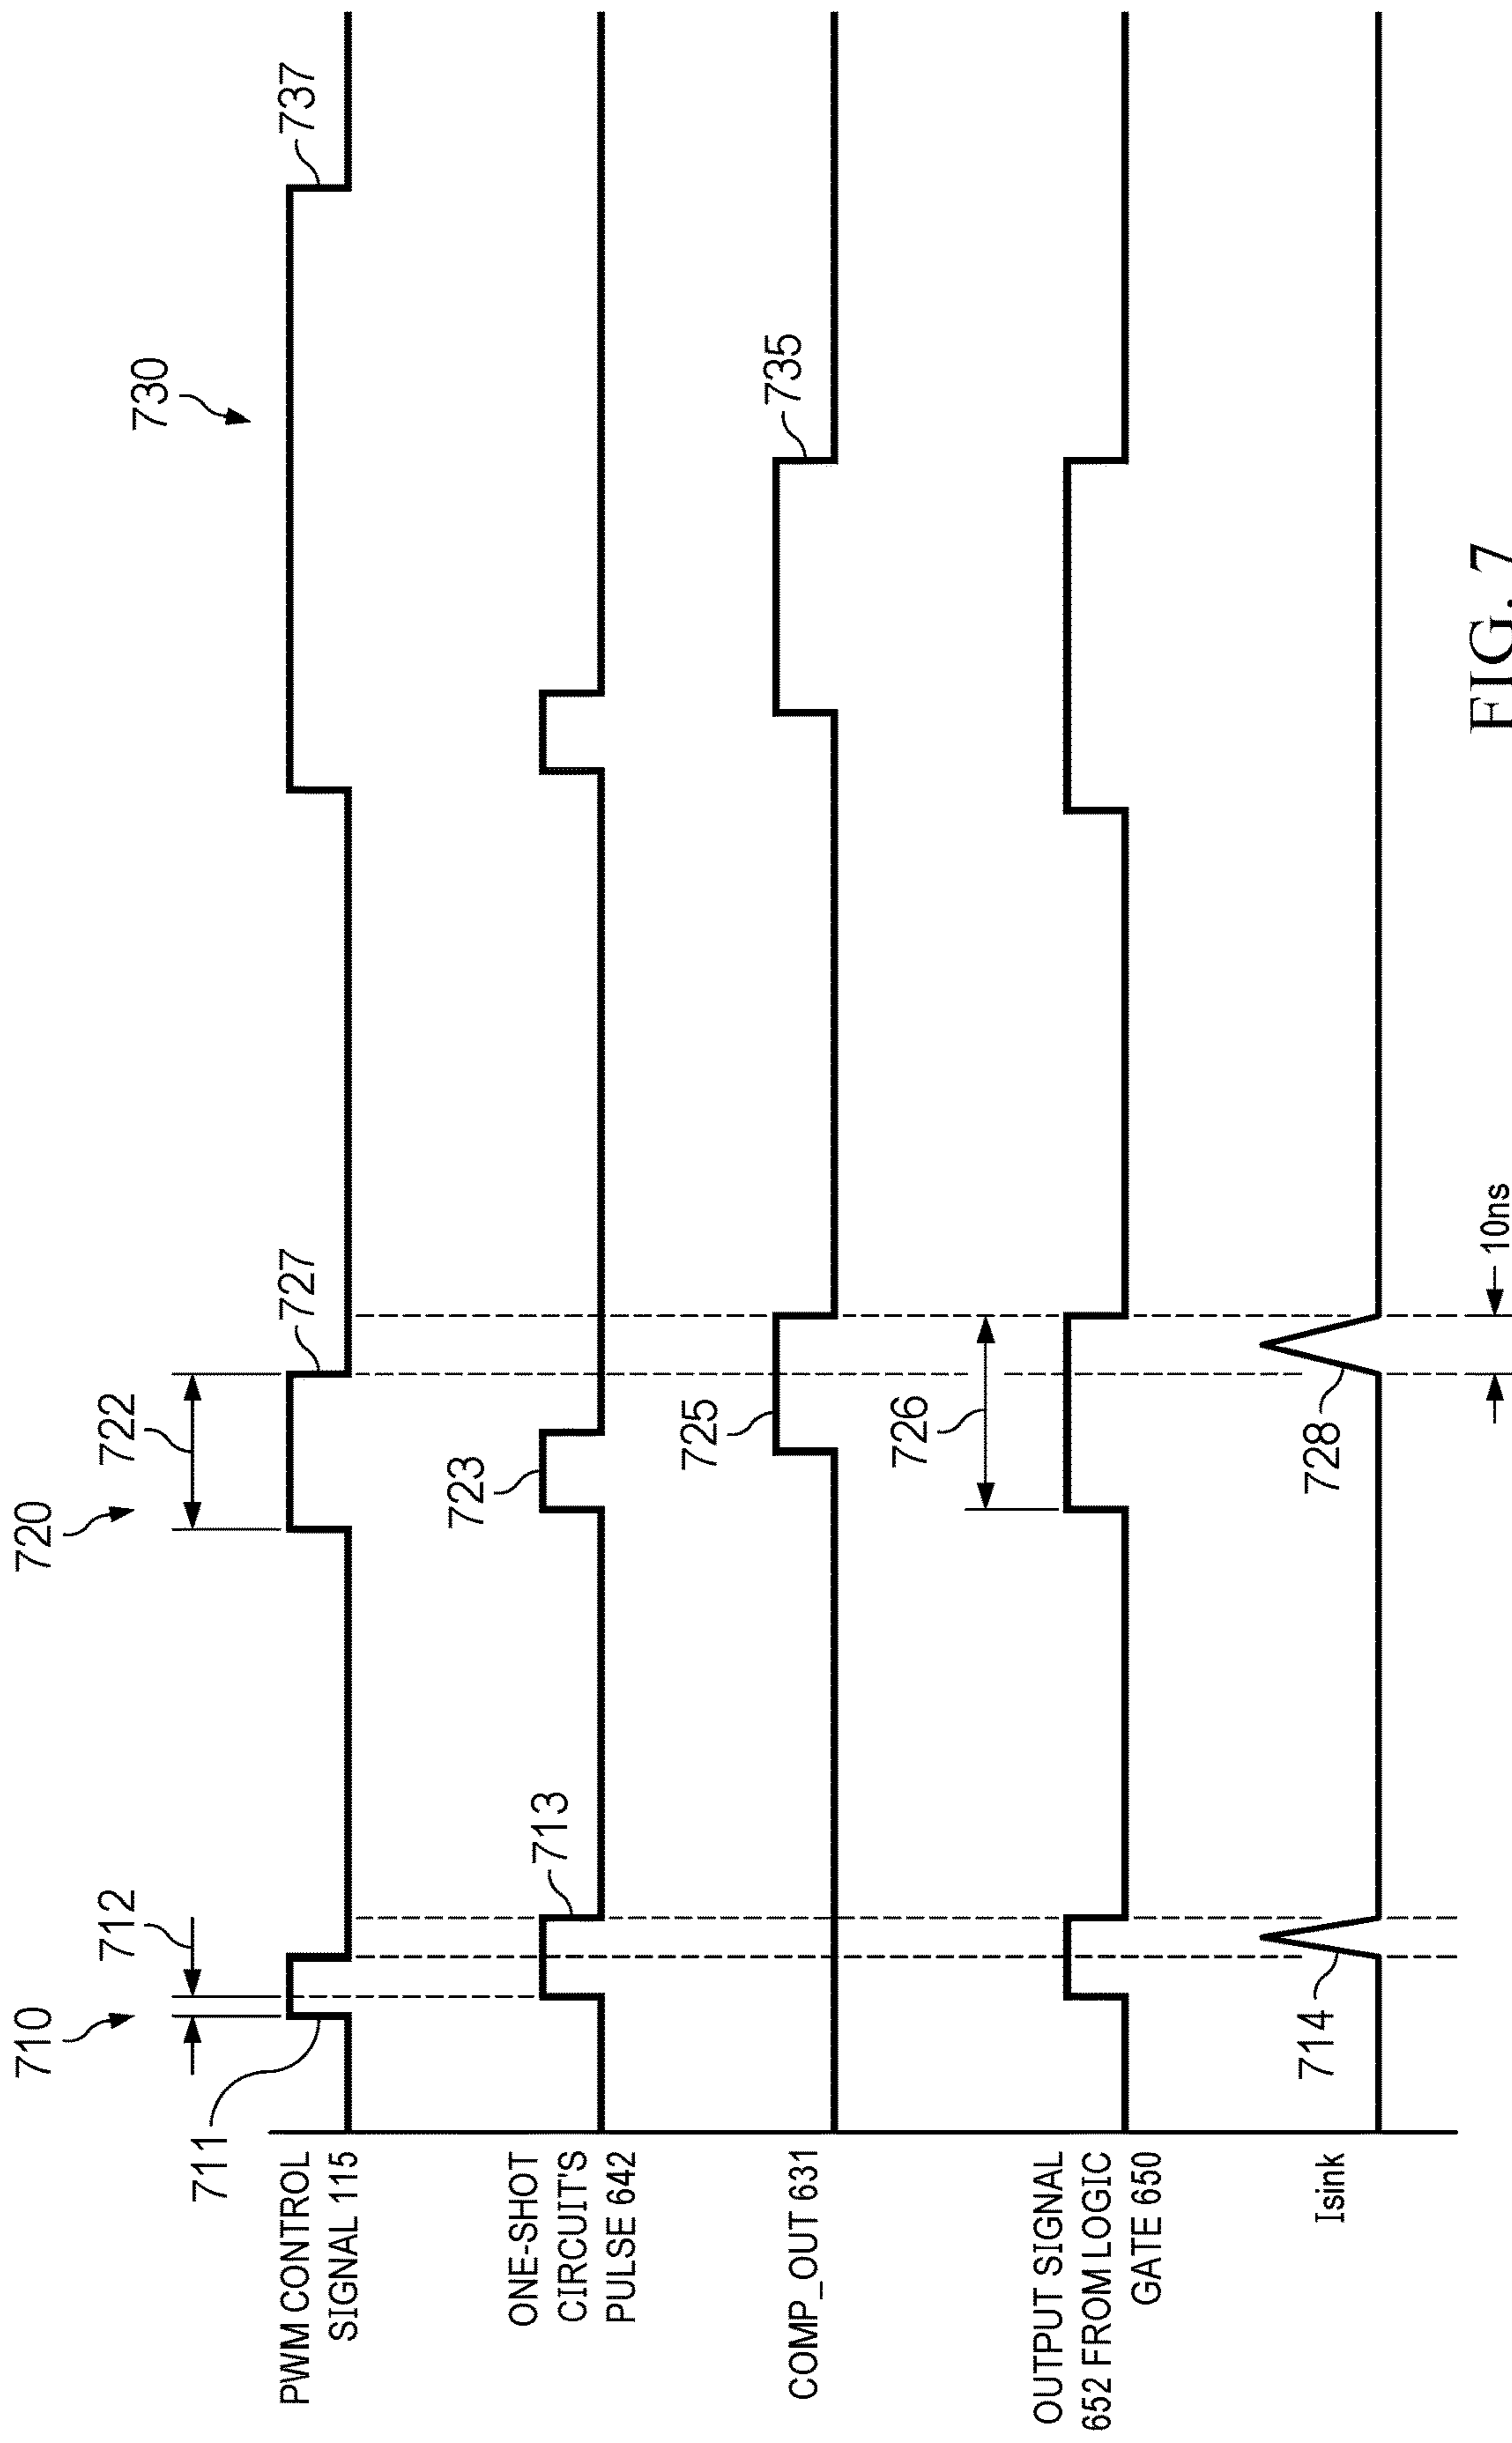 710
712
720
722
730
711
727
737
PWM CONTROL
SIGNAL 115
713
723
ONE-SHOT
CIRCUIT'S
PULSE 642
725
735
COMP_OUT 631
726
OUTPUT SIGNAL
652 FROM LOGIC
GATE 650
714
728
Isink
10ns
FIG. 7